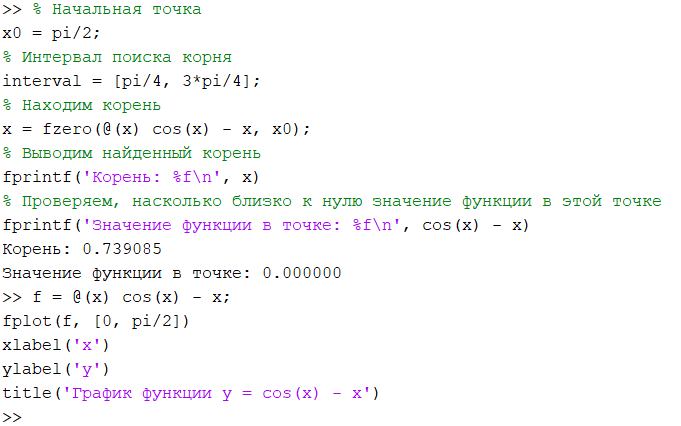 >> % Начальная точка
x0 = pi/2;
% Интервал поиска корня
interval = [pi/4, 3*pi/4];
% Находим корень
x = fzero(@(x) cos(x) - x, x0);
% Выводим найденный корень
fprintf('Корень: %f\n', x)
% Проверяем, насколько близко к нулю значение функции в этой точке
fprintf('Значение функции в точке: %f\n', cos(x) - x)
Корень: 0.739085
Значение функции в точке: 0.000000
>> f = @(x) cos(x) - x;
fplot(f, [0, pi/2])
xlabel('x')
ylabel('y')
title('График функции y = cos(x) - x')
>>